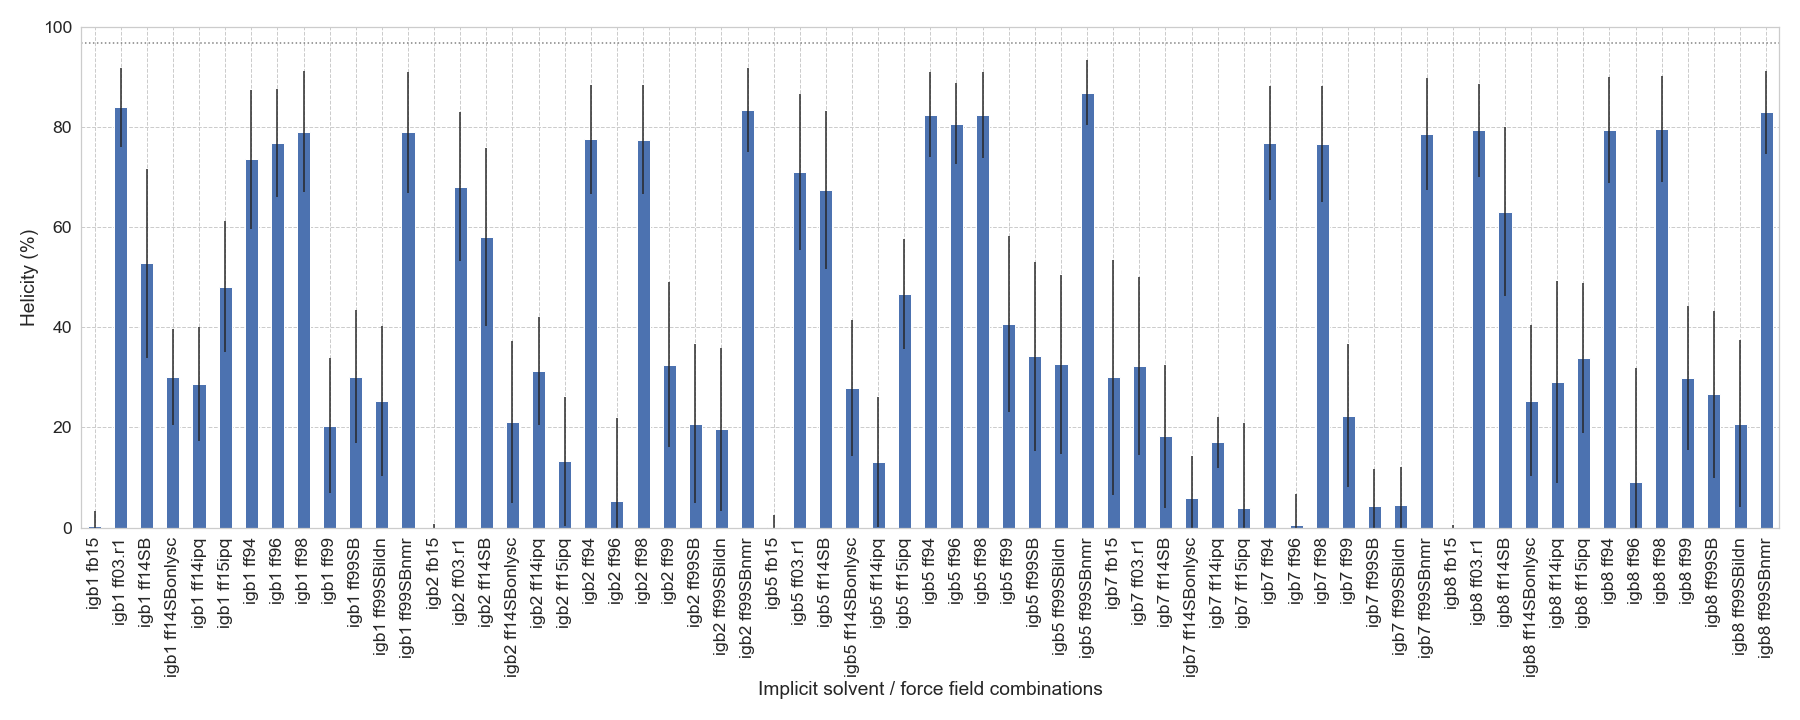 Helicity (%)
100
80
60
40
20
0
igb1 fb15
igb1 ff03.r1
igb1 ff14SB
igb1 ff14SBonlysc
igb1 ff14ipq
igb1 ff15ipq
igb1 ff94
igb1 ff96
igb1 ff98
igb1 ff99
igb1 ff99SB
igb1 ff99SBildn
igb1 ff99SBnmr
igb2 fb15
igb2 ff03.r1
igb2 ff14SB
igb2 ff14SBonlysc
igb2 ff14ipq
igb2 ff15ipq
igb2 ff94
igb2 ff96
igb2 ff98
igb2 ff99
igb2 ff99SB
igb2 ff99SBildn
igb2 ff99SBnmr
igb5 fb15
igb5 ff03.r1
igb5 ff14SB
igb5 ff14SBonlysc
igb5 ff14ipq
igb5 ff15ipq
igb5 ff94
igb5 ff96
igb5 ff98
igb5 ff99
igb5 ff99SB
igb5 ff99SBildn
igb5 ff99SBnmr
igb7 fb15
igb7 ff03.r1
igb7 ff14SB
igb7 ff14SBonlysc
igb7 ff14ipq
igb7 ff15ipq
igb7 ff94
igb7 ff96
igb7 ff98
igb7 ff99
igb7 ff99SB
igb7 ff99SBildn
igb7 ff99SBnmr
igb8 fb15
igb8 ff03.r1
igb8 ff14SB
igb8 ff14SBonlysc
igb8 ff14ipq
igb8 ff15ipq
igb8 ff94
igb8 ff96
igb8 ff98
igb8 ff99
igb8 ff99SB
igb8 ff99SBildn
igb8 ff99SBnmr
Implicit solvent / force field combinations